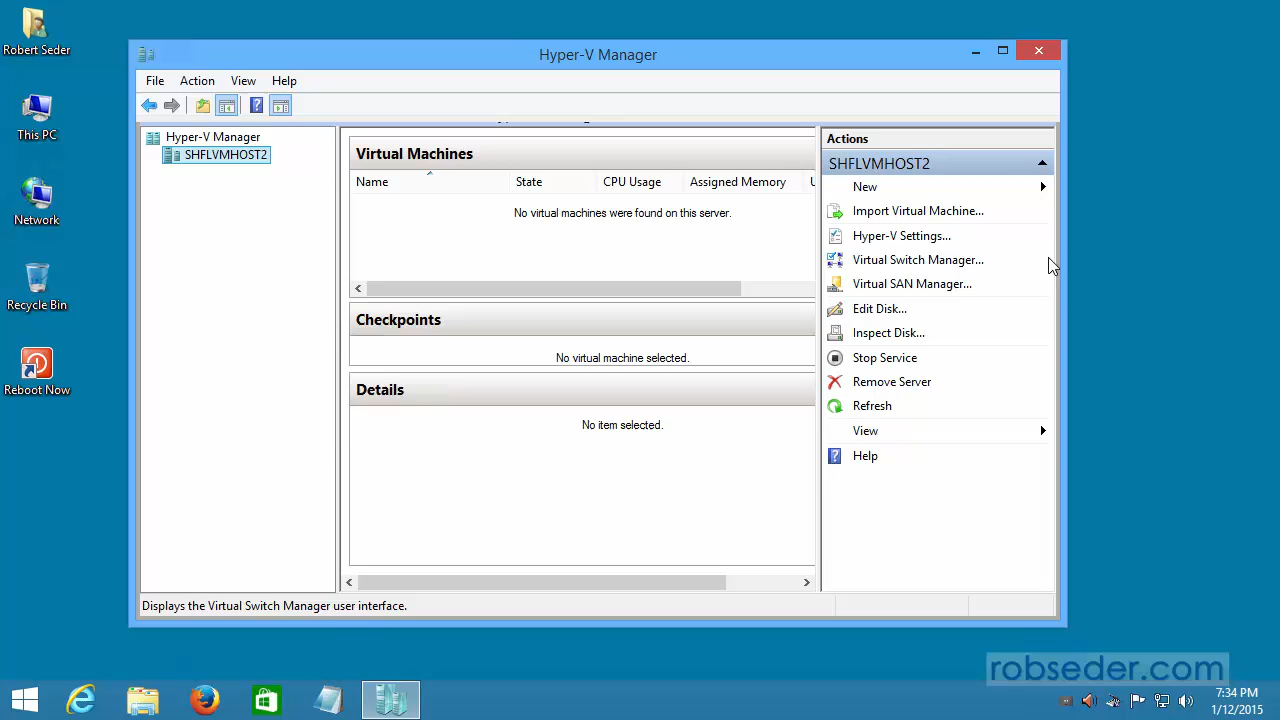 Robert Seder
This PC
Network
Recycle Bin
Reboot Now
Hyper-V Manager
File Action View Help
Hyper-V Manager
SHFLVMHOST2
Virtual Machines
Name State CPU Usage Assigned Memory U
No virtual machines were found on this server.
Checkpoints
No virtual machine selected.
Details
No item selected.
Actions
SHFLVMHOST2
New
Import Virtual Machine...
Hyper-V Settings...
Virtual Switch Manager...
Virtual SAN Manager...
Edit Disk...
Inspect Disk...
Stop Service
Remove Server
Refresh
View
Help
Displays the Virtual Switch Manager user interface.
robseder.com
7:34 PM
1/12/2015